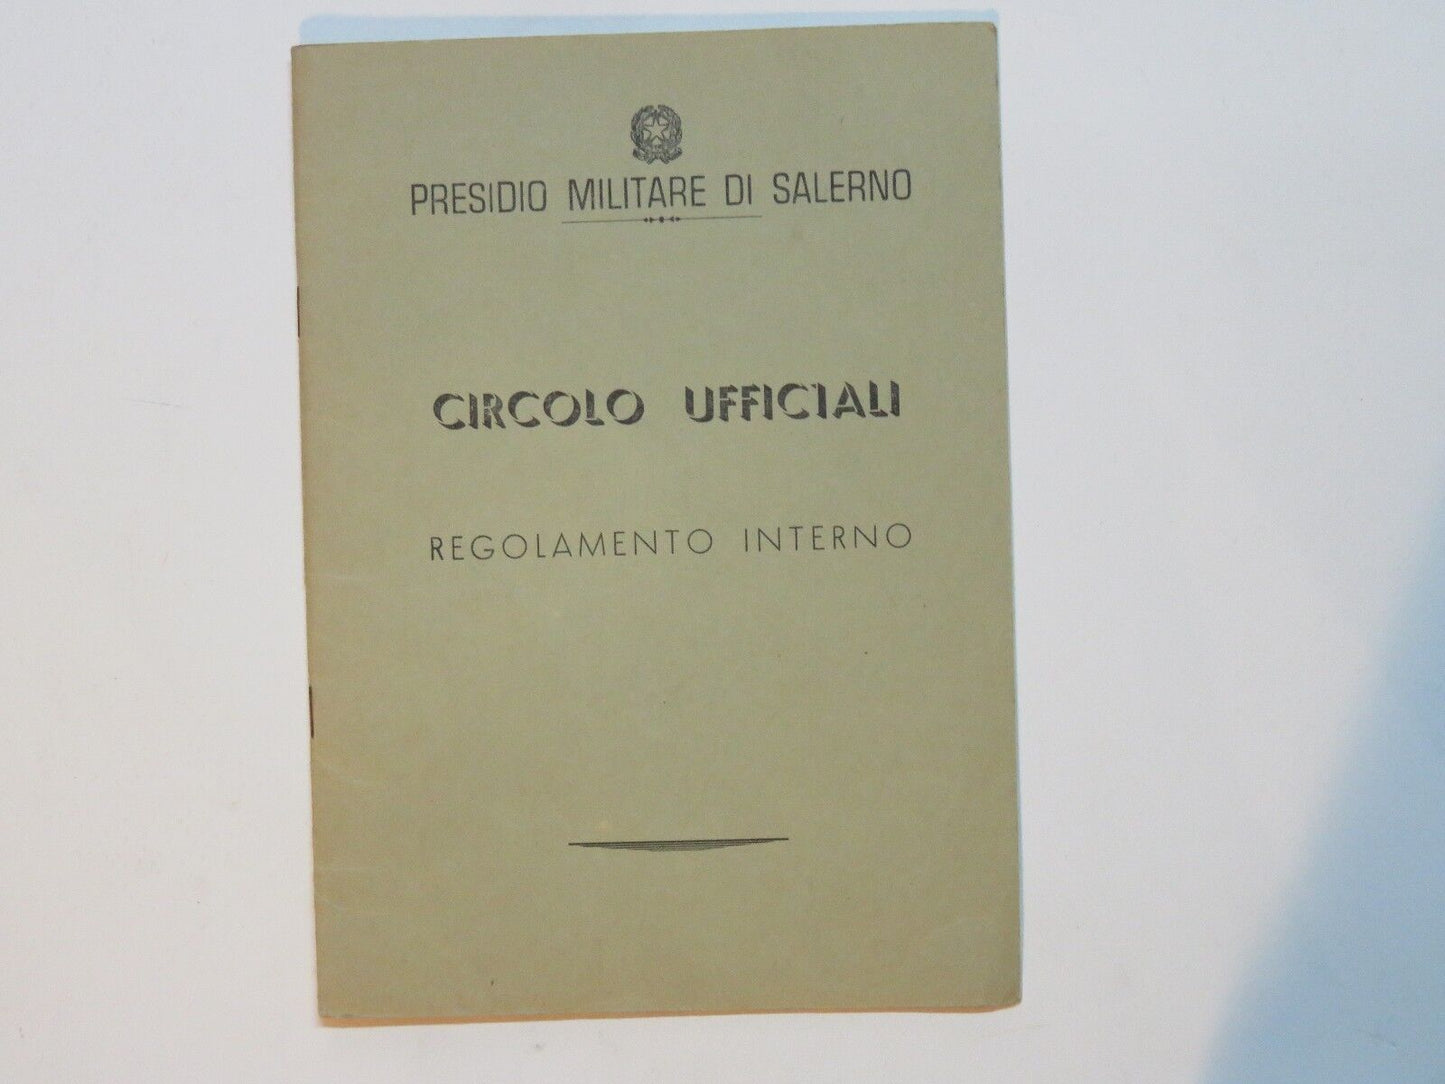 PRESIDIO MILITARE DI SALERNO
CIRCOLO UFFICIALI
REGOLAMENTO INTERNO